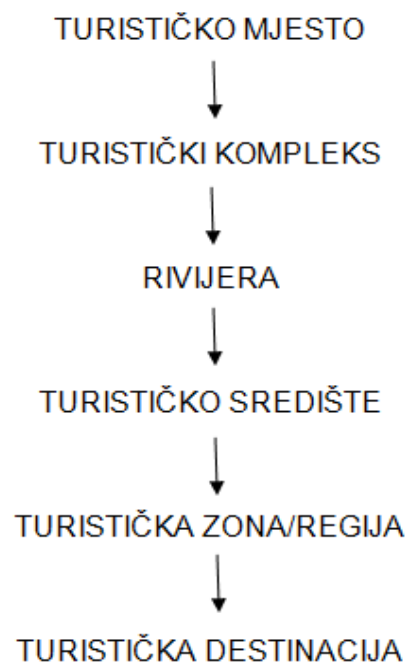 TURISTIČKO MJESTO
TURISTIČKI KOMPLEKS
RIVIJERA
TURISTIČKO SREDIŠTE
TURISTIČKA ZONA/REGIJA
TURISTIČKA DESTINACIJA